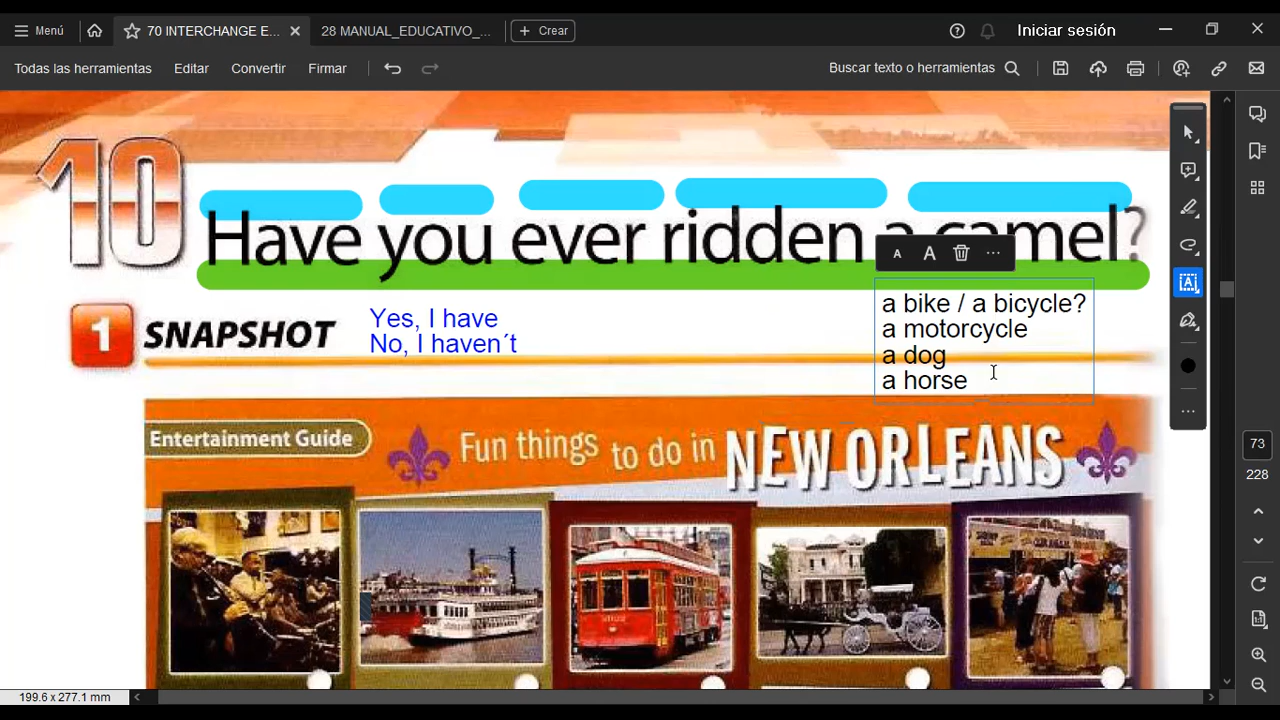 Menú
70 INTERCHANGE E...
28 MANUAL_EDUCATIVO_...
Crear
Iniciar sesión
Todas las herramientas
Editar
Convertir
Firmar
Buscar texto o herramientas
10
Have you ever ridden a camel?
a bike / a bicycle?
a motorcycle
a dog
a horse
1 SNAPSHOT
Yes, I have
No, I haven´t
Entertainment Guide
Fun things to do in NEW ORLEANS
73
228
199.6 x 277.1 mm